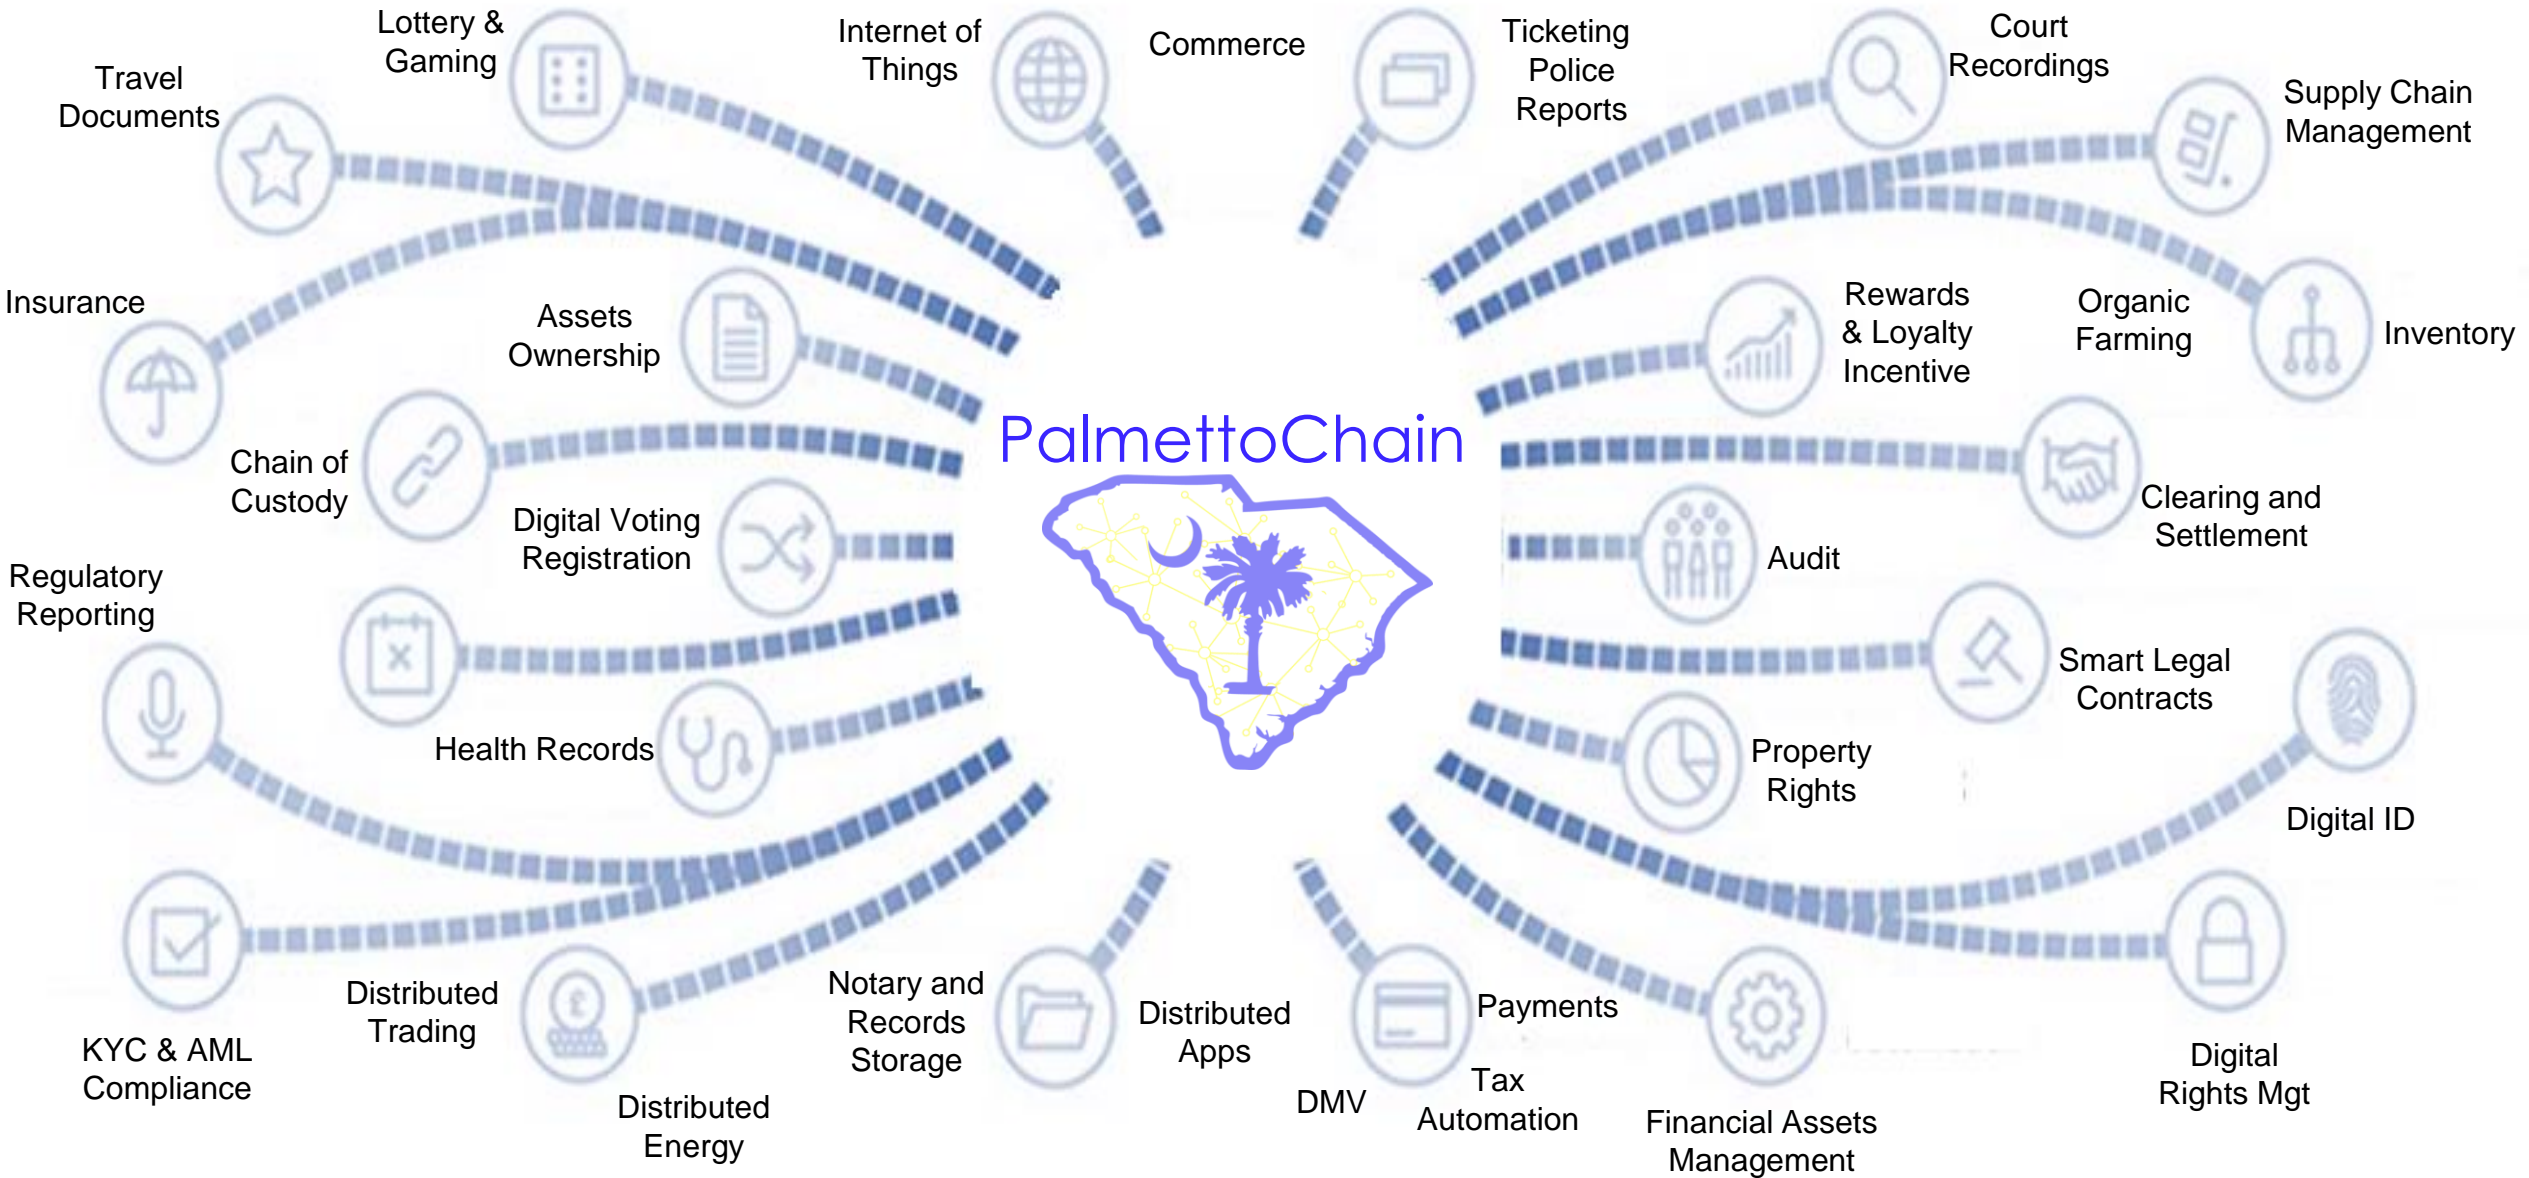 Lottery &
Gaming
Internet of
Things
Commerce
Ticketing
Police
Reports
Court
Recordings
Travel
Documents
Supply Chain
Management
Insurance
Assets
Ownership
Rewards
& Loyalty
Incentive
Organic
Farming
Inventory
PalmettoChain
Chain of
Custody
Digital Voting
Registration
Clearing and
Settlement
Audit
Regulatory
Reporting
Smart Legal
Contracts
Health Records
Property
Rights
Digital ID
KYC & AML
Compliance
Distributed
Trading
Distributed
Energy
Notary and
Records
Storage
Distributed
Apps
Payments
DMV
Tax
Automation
Financial Assets
Management
Digital
Rights Mgt